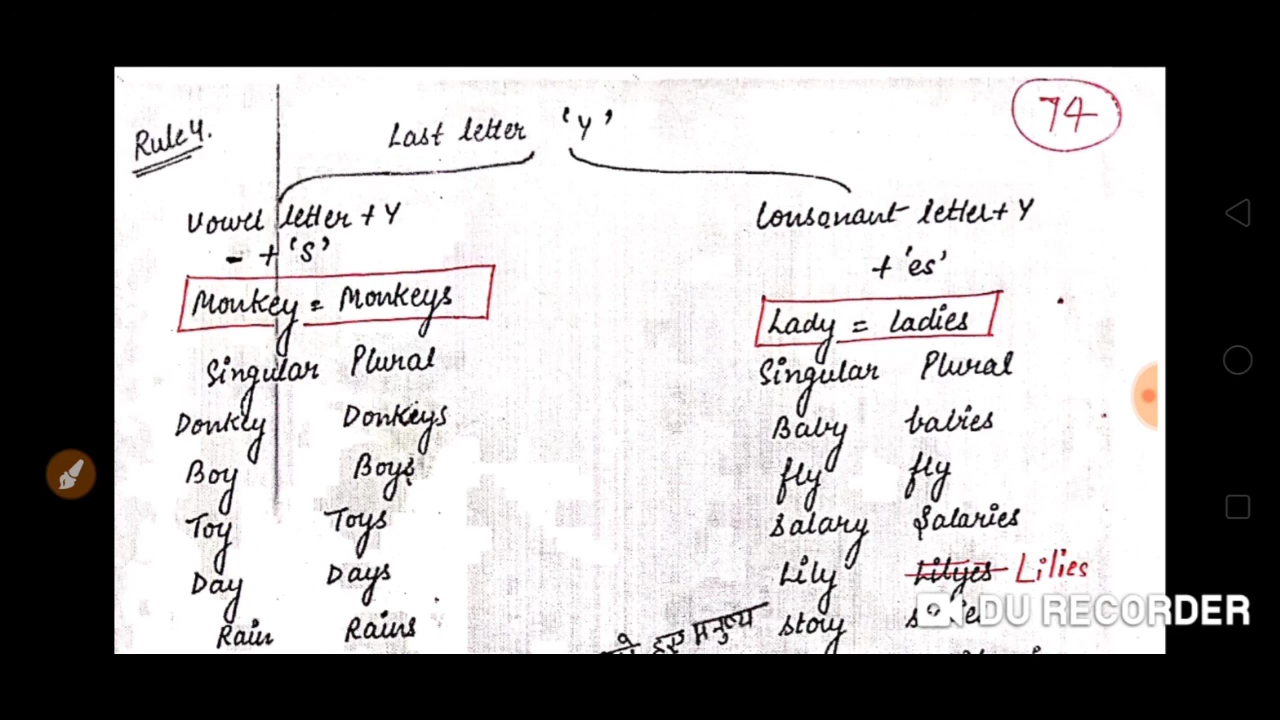 74
Rule 4. Last letter 'y'
Vowel letter + Y Consonant letter + Y
- + 's' + 'es'
Monkey = Monkeys Lady = ladies
Singular Plural Singular Plural
Donkey Donkeys Baby babies
Boy Boys fly fly
Toy Toys Salary Salaries
Day Days Lily Lilyes Lilies
Rain Rains story
हुए मनुष्य
DU RECORDER